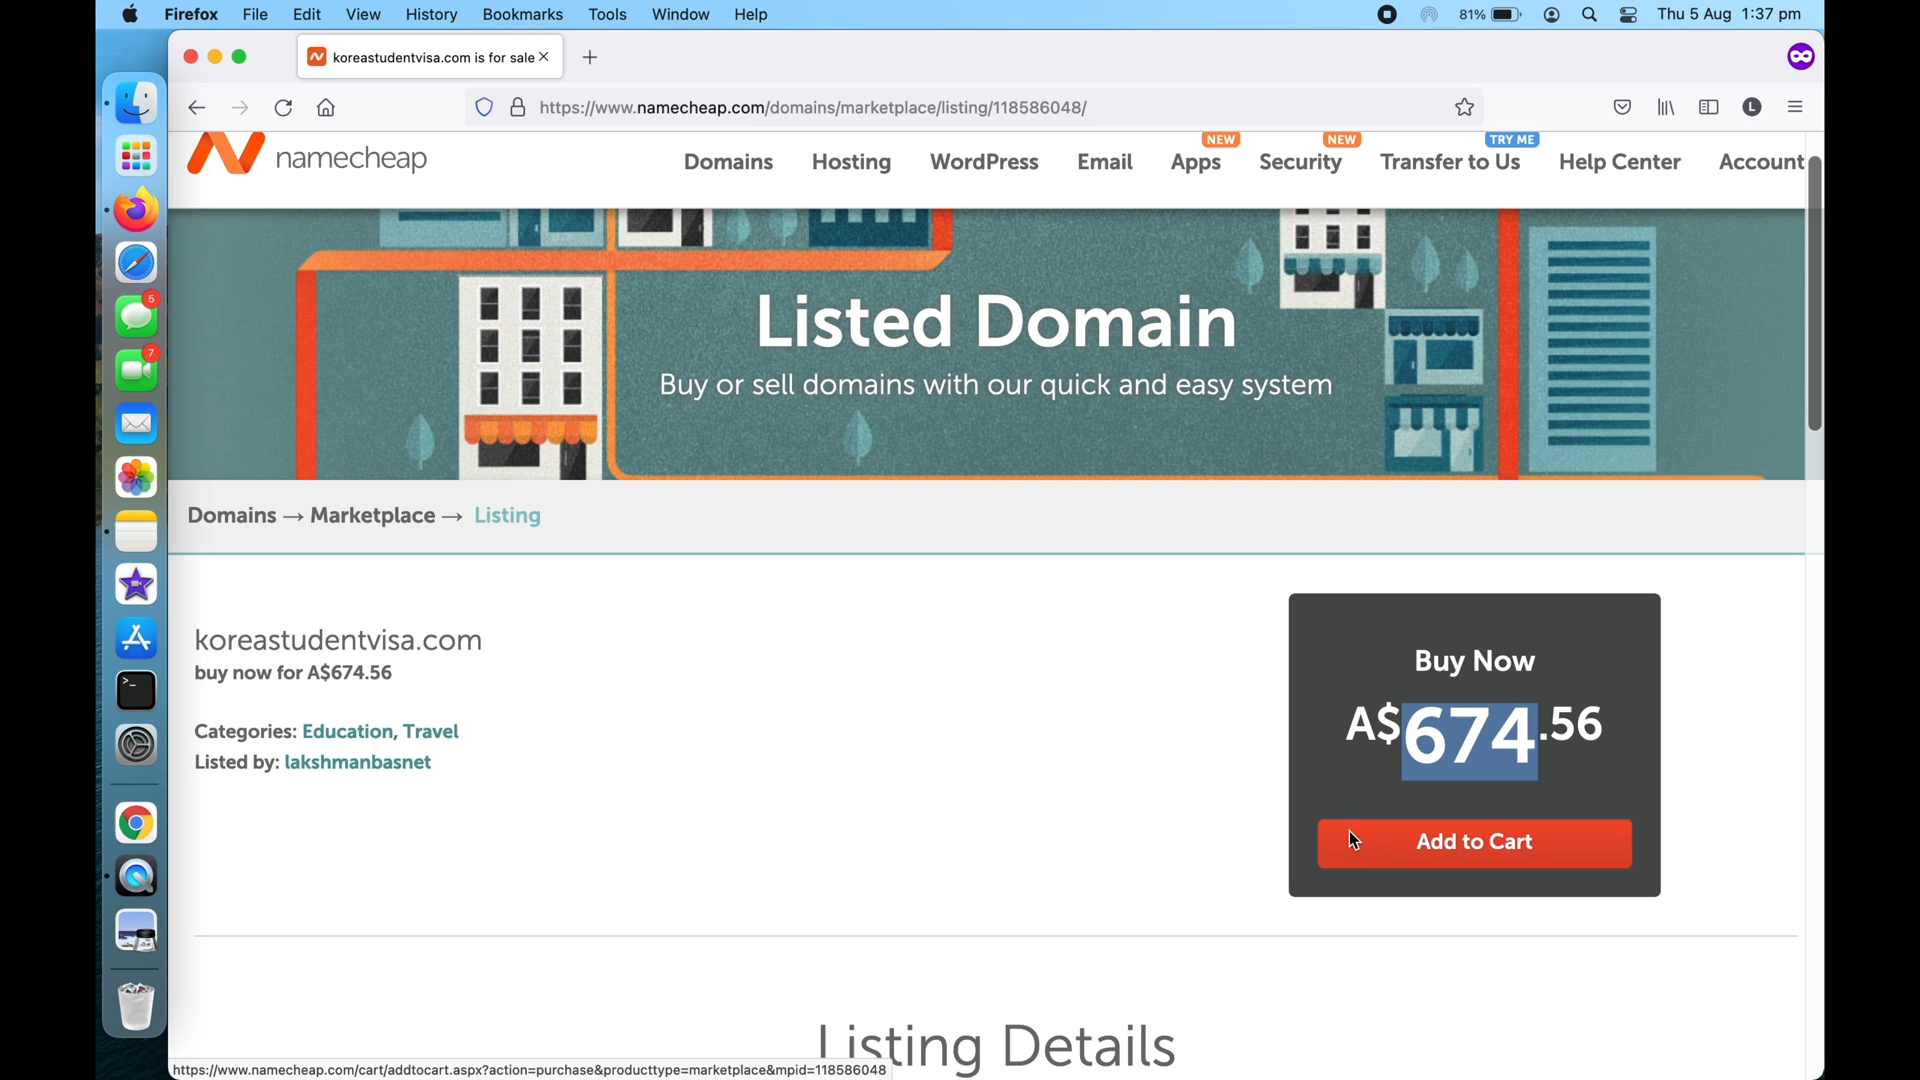 Firefox File Edit View History Bookmarks Tools Window Help 81% Thu 5 Aug 1:37 pm
koreastudentvisa.com is for sale
https://www.namecheap.com/domains/marketplace/listing/118586048/ L
NEW NEW TRY ME
namecheap Domains Hosting WordPress Email Apps Security Transfer to Us Help Center Account
5
7
Listed Domain
Buy or sell domains with our quick and easy system
Domains → Marketplace → Listing
koreastudentvisa.com
buy now for A$674.56
Categories: Education, Travel
Listed by: lakshmanbasnet
Buy Now
A$674.56
Add to Cart
Listing Details
https://www.namecheap.com/cart/addtocart.aspx?action=purchase&producttype=marketplace&mpid=118586048